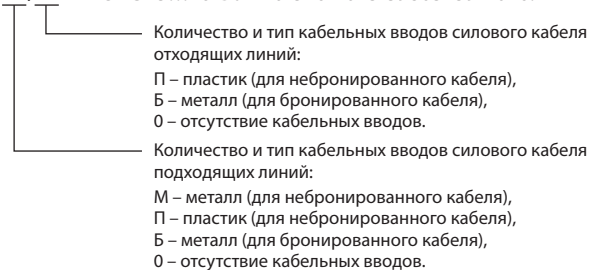 Количество и тип кабельных вводов силового кабеля
отходящих линий:
П – пластик (для небронированного кабеля),
Б – металл (для бронированного кабеля),
0 – отсутствие кабельных вводов.
Количество и тип кабельных вводов силового кабеля
подходящих линий:
М – металл (для небронированного кабеля),
П – пластик (для небронированного кабеля),
Б – металл (для бронированного кабеля),
0 – отсутствие кабельных вводов.